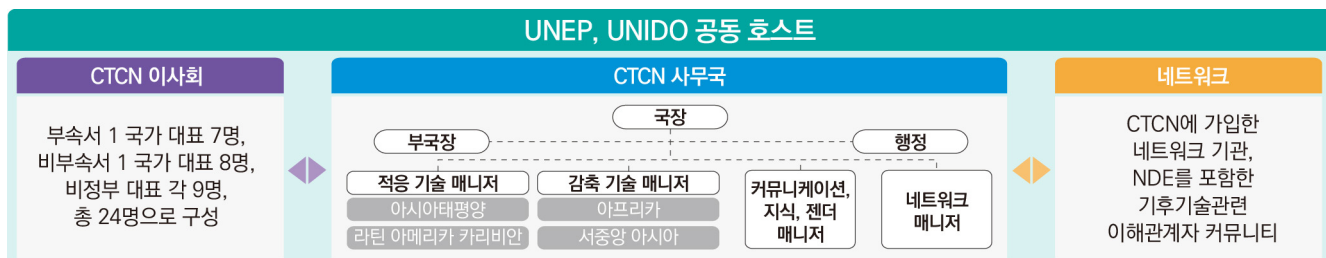 UNEP, UNIDO 공동 호스트
CTCN 이사회
부속서 1 국가 대표 7명,
비부속서 1 국가 대표 8명,
비정부 대표 각 9명,
총 24명으로 구성
CTCN 사무국
국장
부국장
행정
적응 기술 매니저
아시아태평양
라틴 아메리카 카리비안
감축 기술 매니저
아프리카
서중앙 아시아
커뮤니케이션,
지식, 젠더
매니저
네트워크
매니저
네트워크
CTCN에 가입한
네트워크 기관,
NDE를 포함한
기후기술관련
이해관계자 커뮤니티